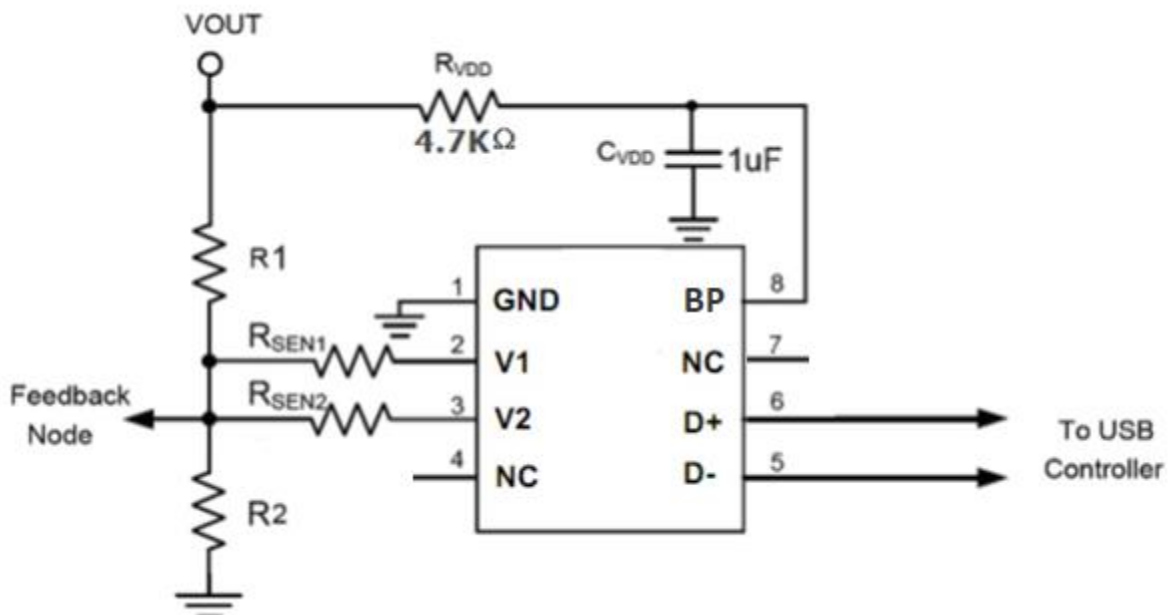 VOUT
RVDD
4.7KΩ
CVDD
1uF
R1
1
GND
BP
8
RSEN1
2
V1
NC
7
Feedback
Node
RSEN2
3
V2
D+
6
To USB
Controller
4
NC
D-
5
R2